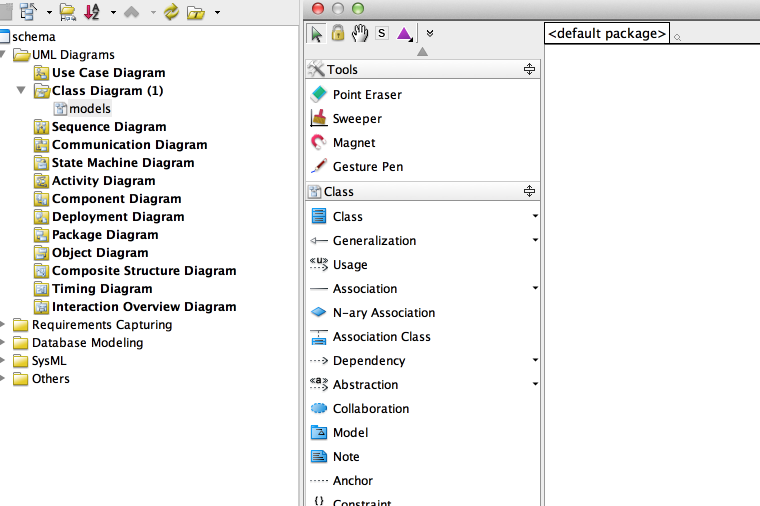 schema
UML Diagrams
Use Case Diagram
Class Diagram (1)
models
Sequence Diagram
Communication Diagram
State Machine Diagram
Activity Diagram
Component Diagram
Deployment Diagram
Package Diagram
Object Diagram
Composite Structure Diagram
Timing Diagram
Interaction Overview Diagram
Requirements Capturing
Database Modeling
SysML
Others
S
Tools
Point Eraser
Sweeper
Magnet
Gesture Pen
Class
Class
Generalization
«u» Usage
Association
N-ary Association
Association Class
Dependency
«a» Abstraction
Collaboration
Model
Note
Anchor
{} Constraint
<default package>